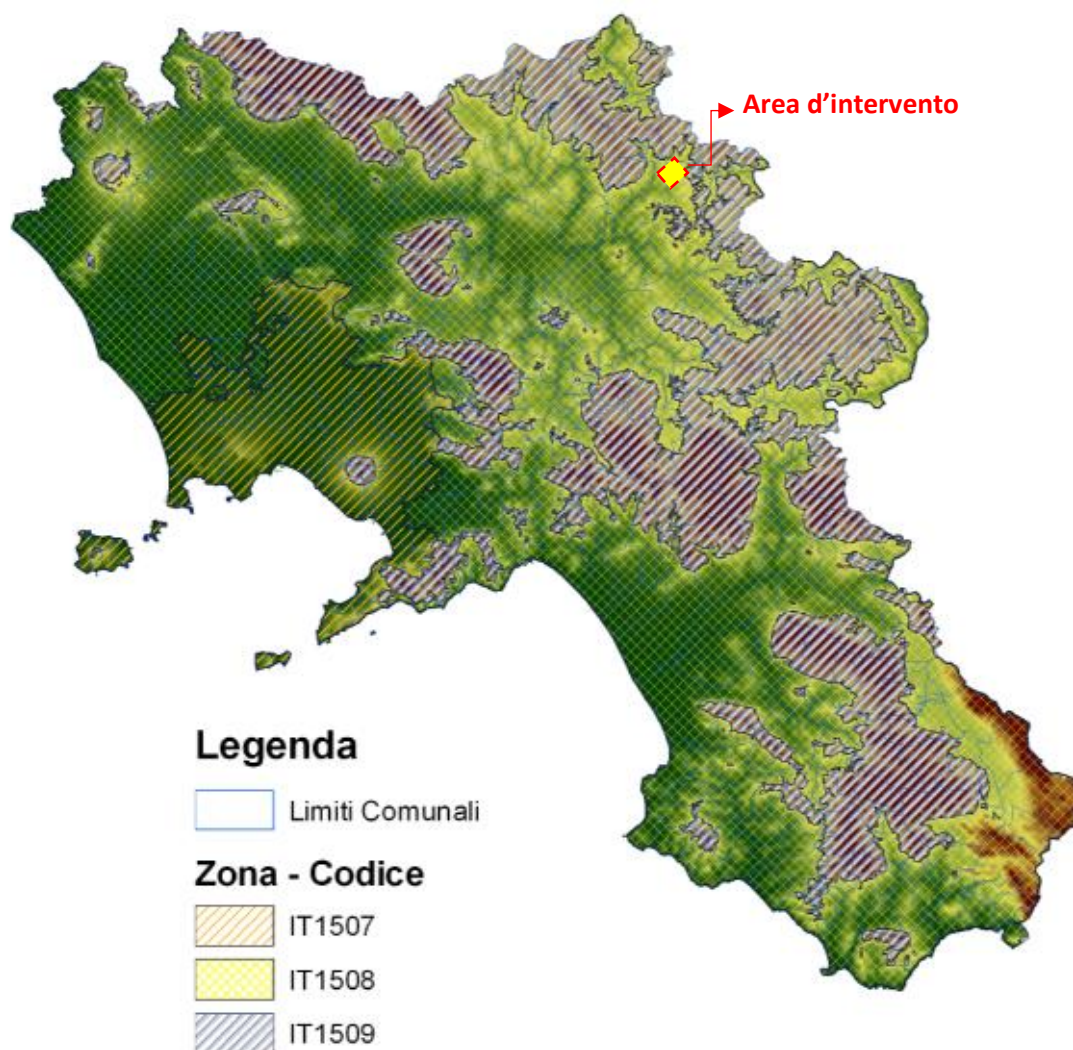 Area d’intervento
Legenda
Limiti Comunali
Zona - Codice
IT1507
IT1508
IT1509